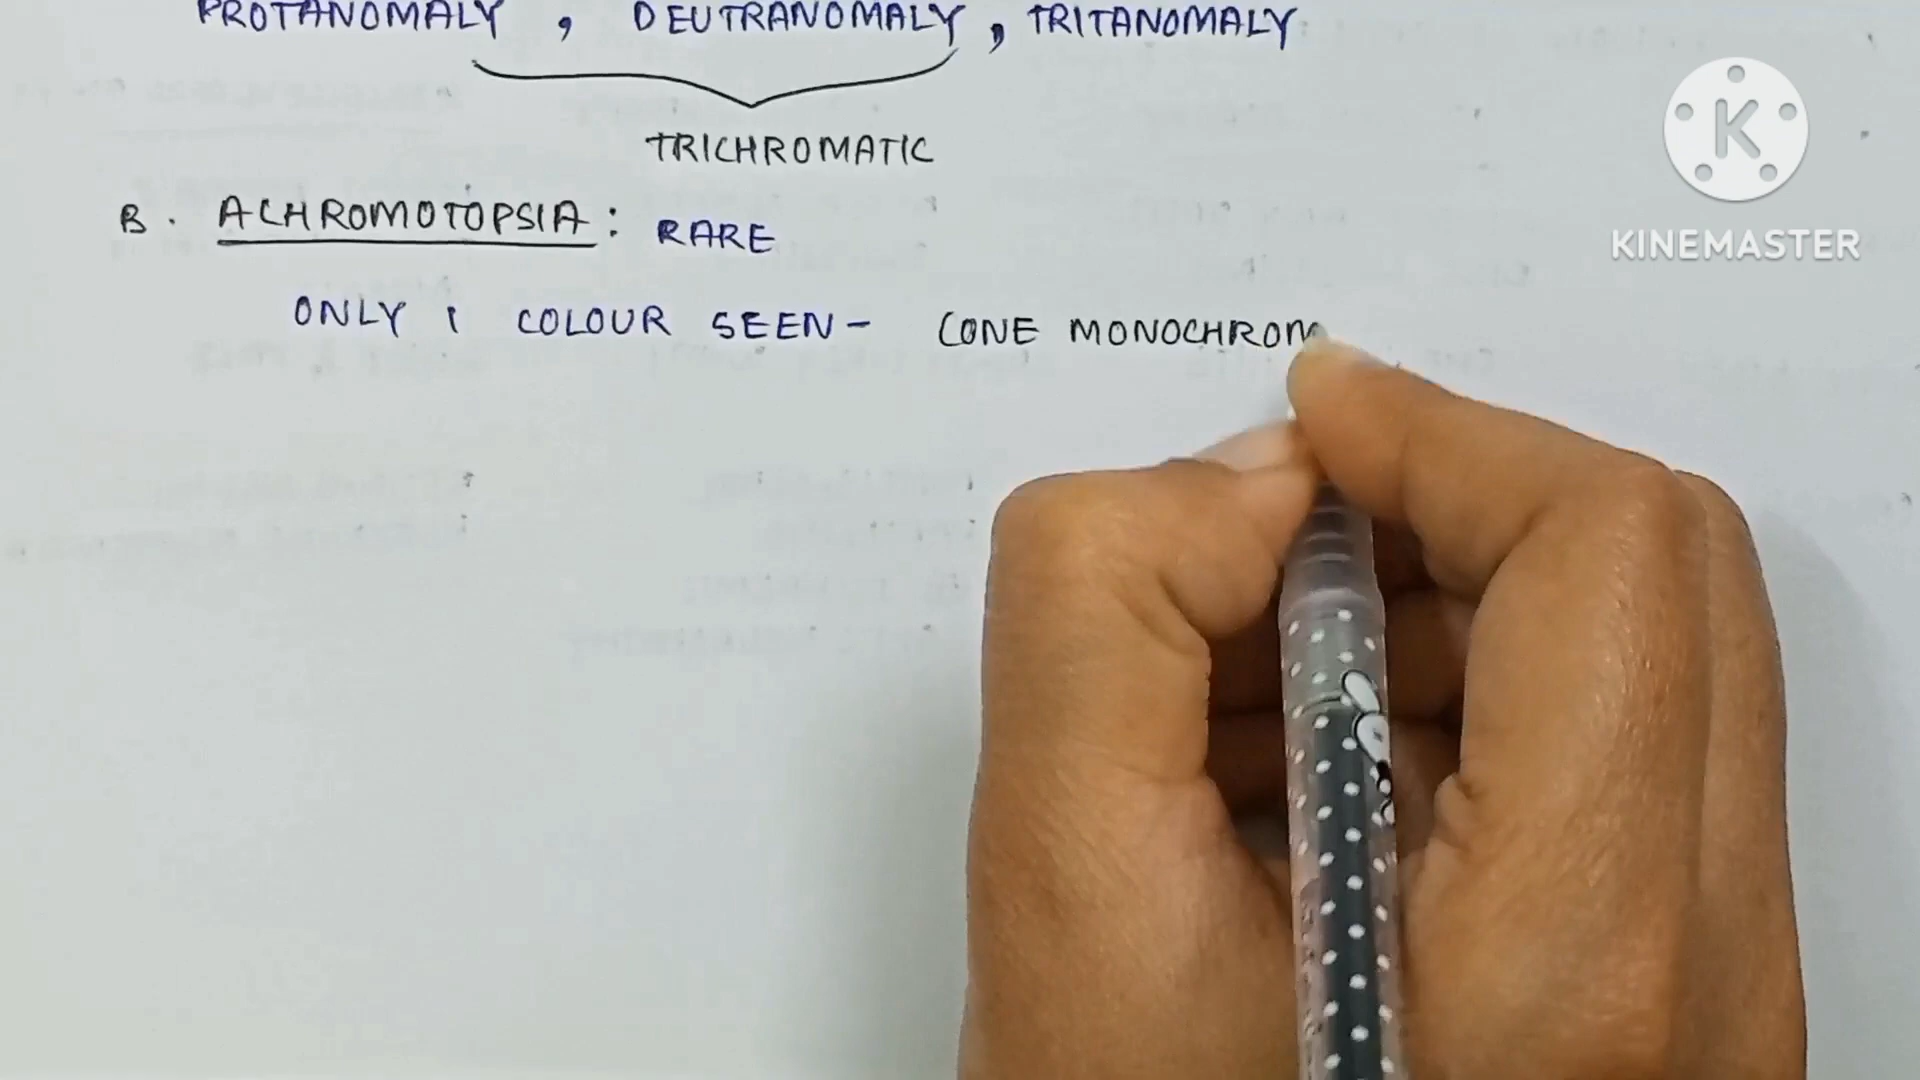 PROTANOMALY , DEUTRANOMALY , TRITANOMALY
TRICHROMATIC
B. ACHROMOTOPSIA : RARE
ONLY 1 COLOUR SEEN - CONE MONOCHROM
KINEMASTER